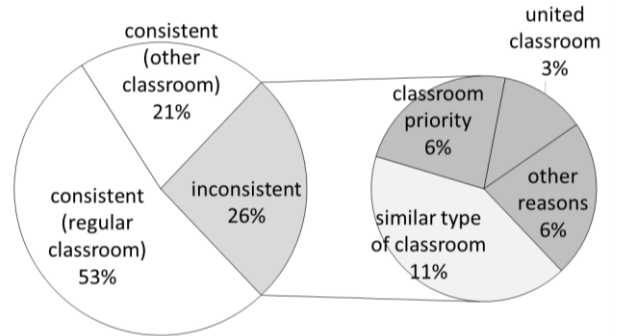 consistent
(other
classroom)
21%
consistent
(regular
classroom)
53%
inconsistent
26%
united
classroom
3%
classroom
priority
6%
other
reasons
6%
similar type
of classroom
11%